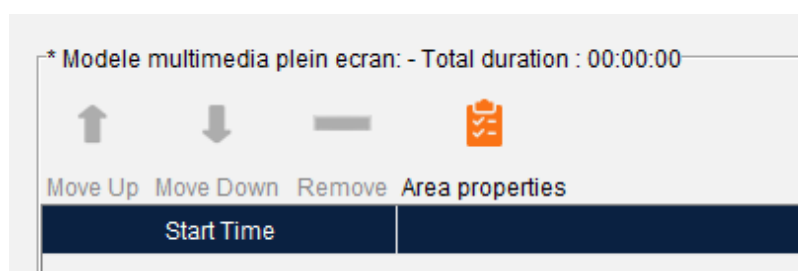 * Modele multimedia plein ecran: - Total duration : 00:00:00
Move Up Move Down Remove Area properties
Start Time